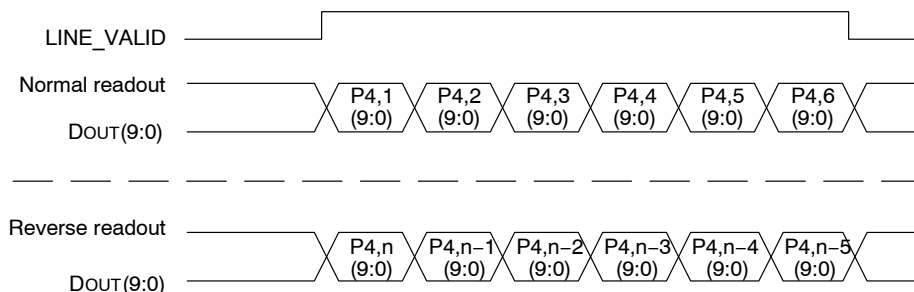 LINE_VALID
Normal readout
DOUT(9:0)
P4,1 P4,2 P4,3 P4,4 P4,5 P4,6
(9:0) (9:0) (9:0) (9:0) (9:0) (9:0)
Reverse readout
DOUT(9:0)
P4,n P4,n−1 P4,n−2 P4,n−3 P4,n−4 P4,n−5
(9:0) (9:0) (9:0) (9:0) (9:0) (9:0)